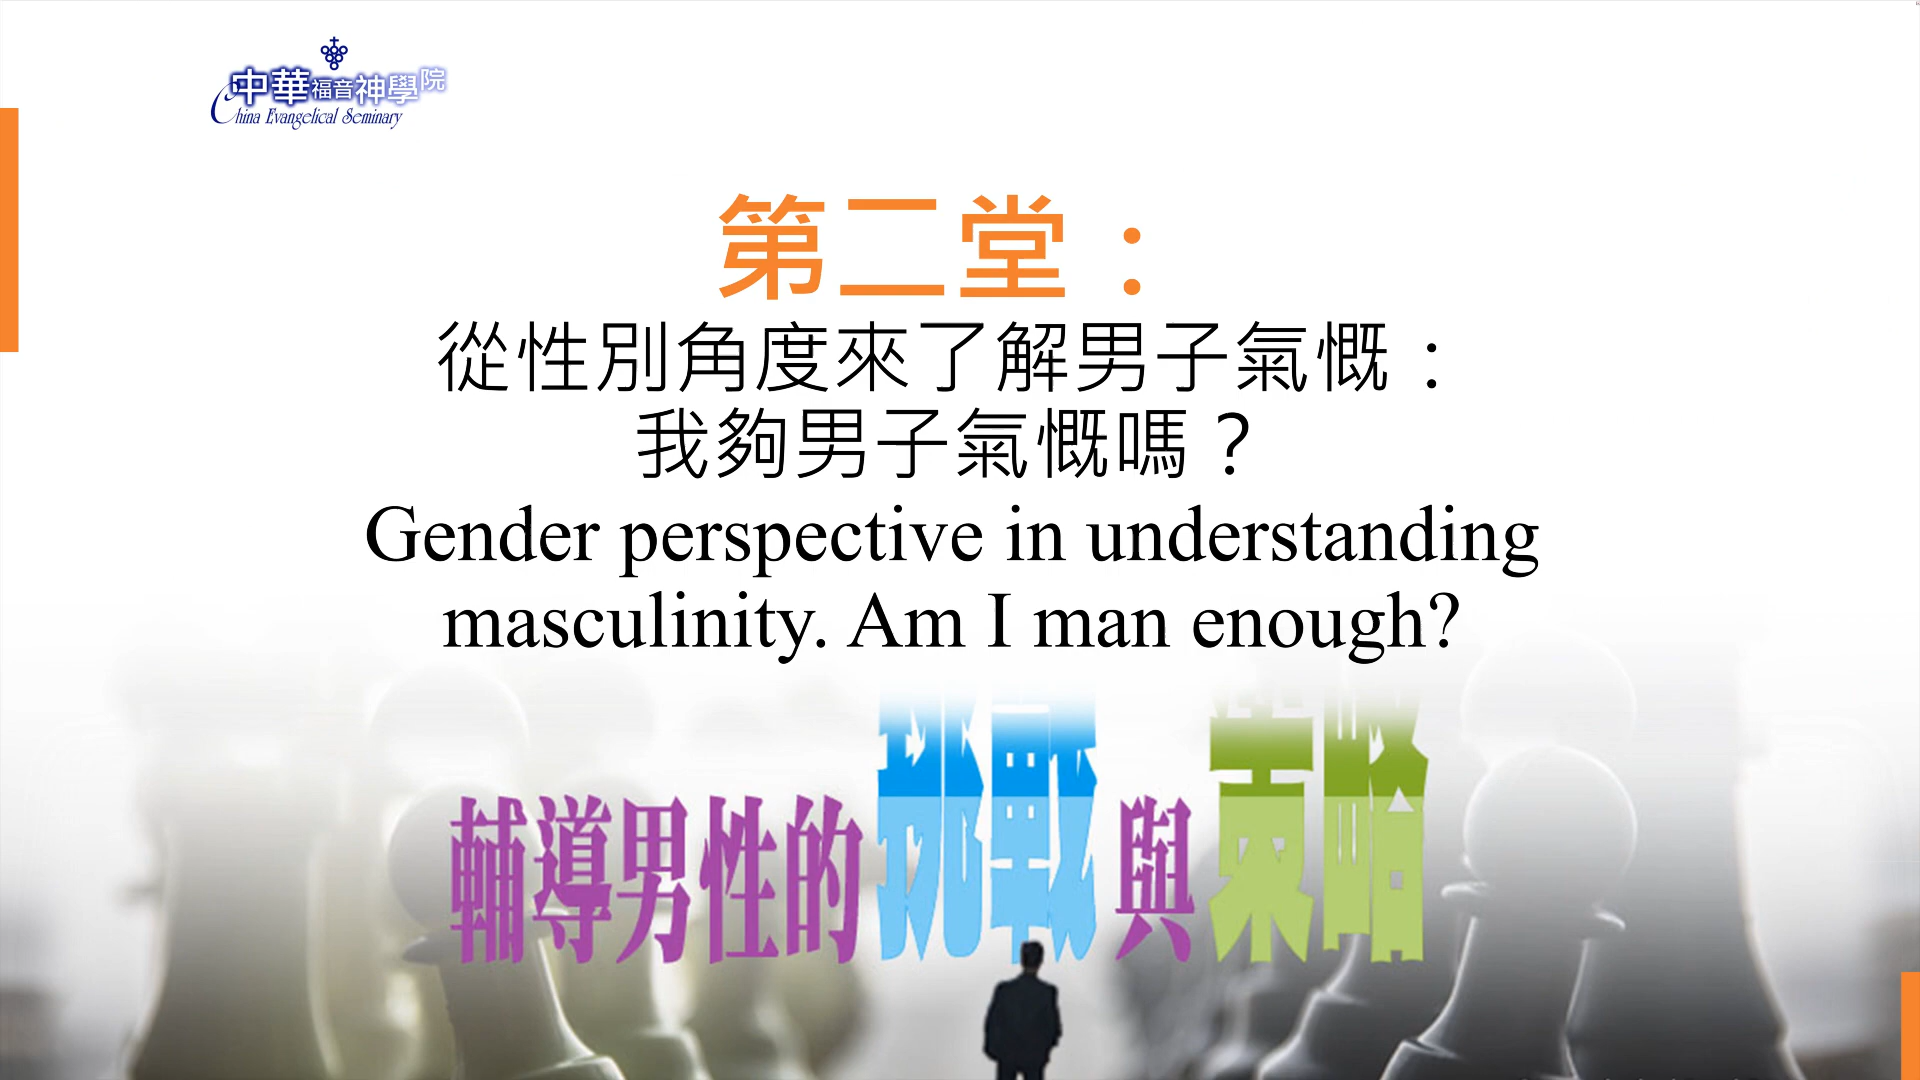 中華福音神學院
China Evangelical Seminary
第二堂：
從性別角度來了解男子氣慨：
我夠男子氣慨嗎？
Gender perspective in understanding
masculinity. Am I man enough?
輔導男性的挑戰與策略